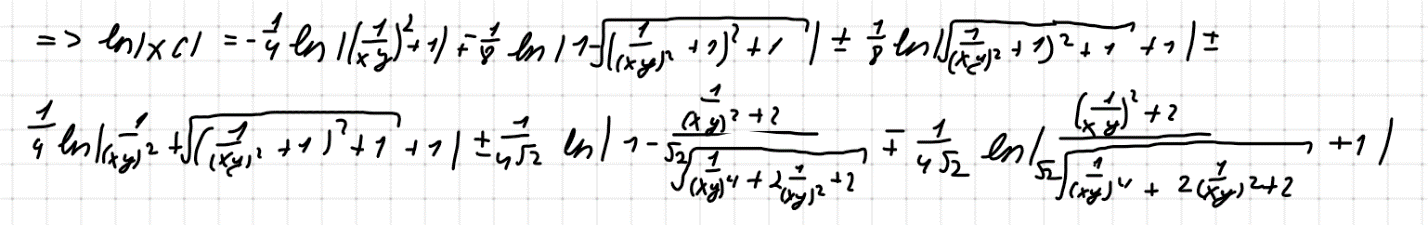 => ln|xc| = -1/4 ln|(1/xy)²+1| ∓ 1/8 ln|1-√((1/(xy)²+1)²+1)| ± 1/8 ln|√((1/(xy)²+1)²+1)+1| ±
1/4 ln|1/(xy)²+√((1/(xy)²+1)²+1)+1| ± 1/(4√2) ln|1-(1/(xy)²+2)/(√2√(1/(xy)⁴+2 1/(xy)²+2)) ∓ 1/(4√2) ln|((1/xy)²+2)/(√2√(1/(xy)⁴+2(1/xy)²+2))+1|